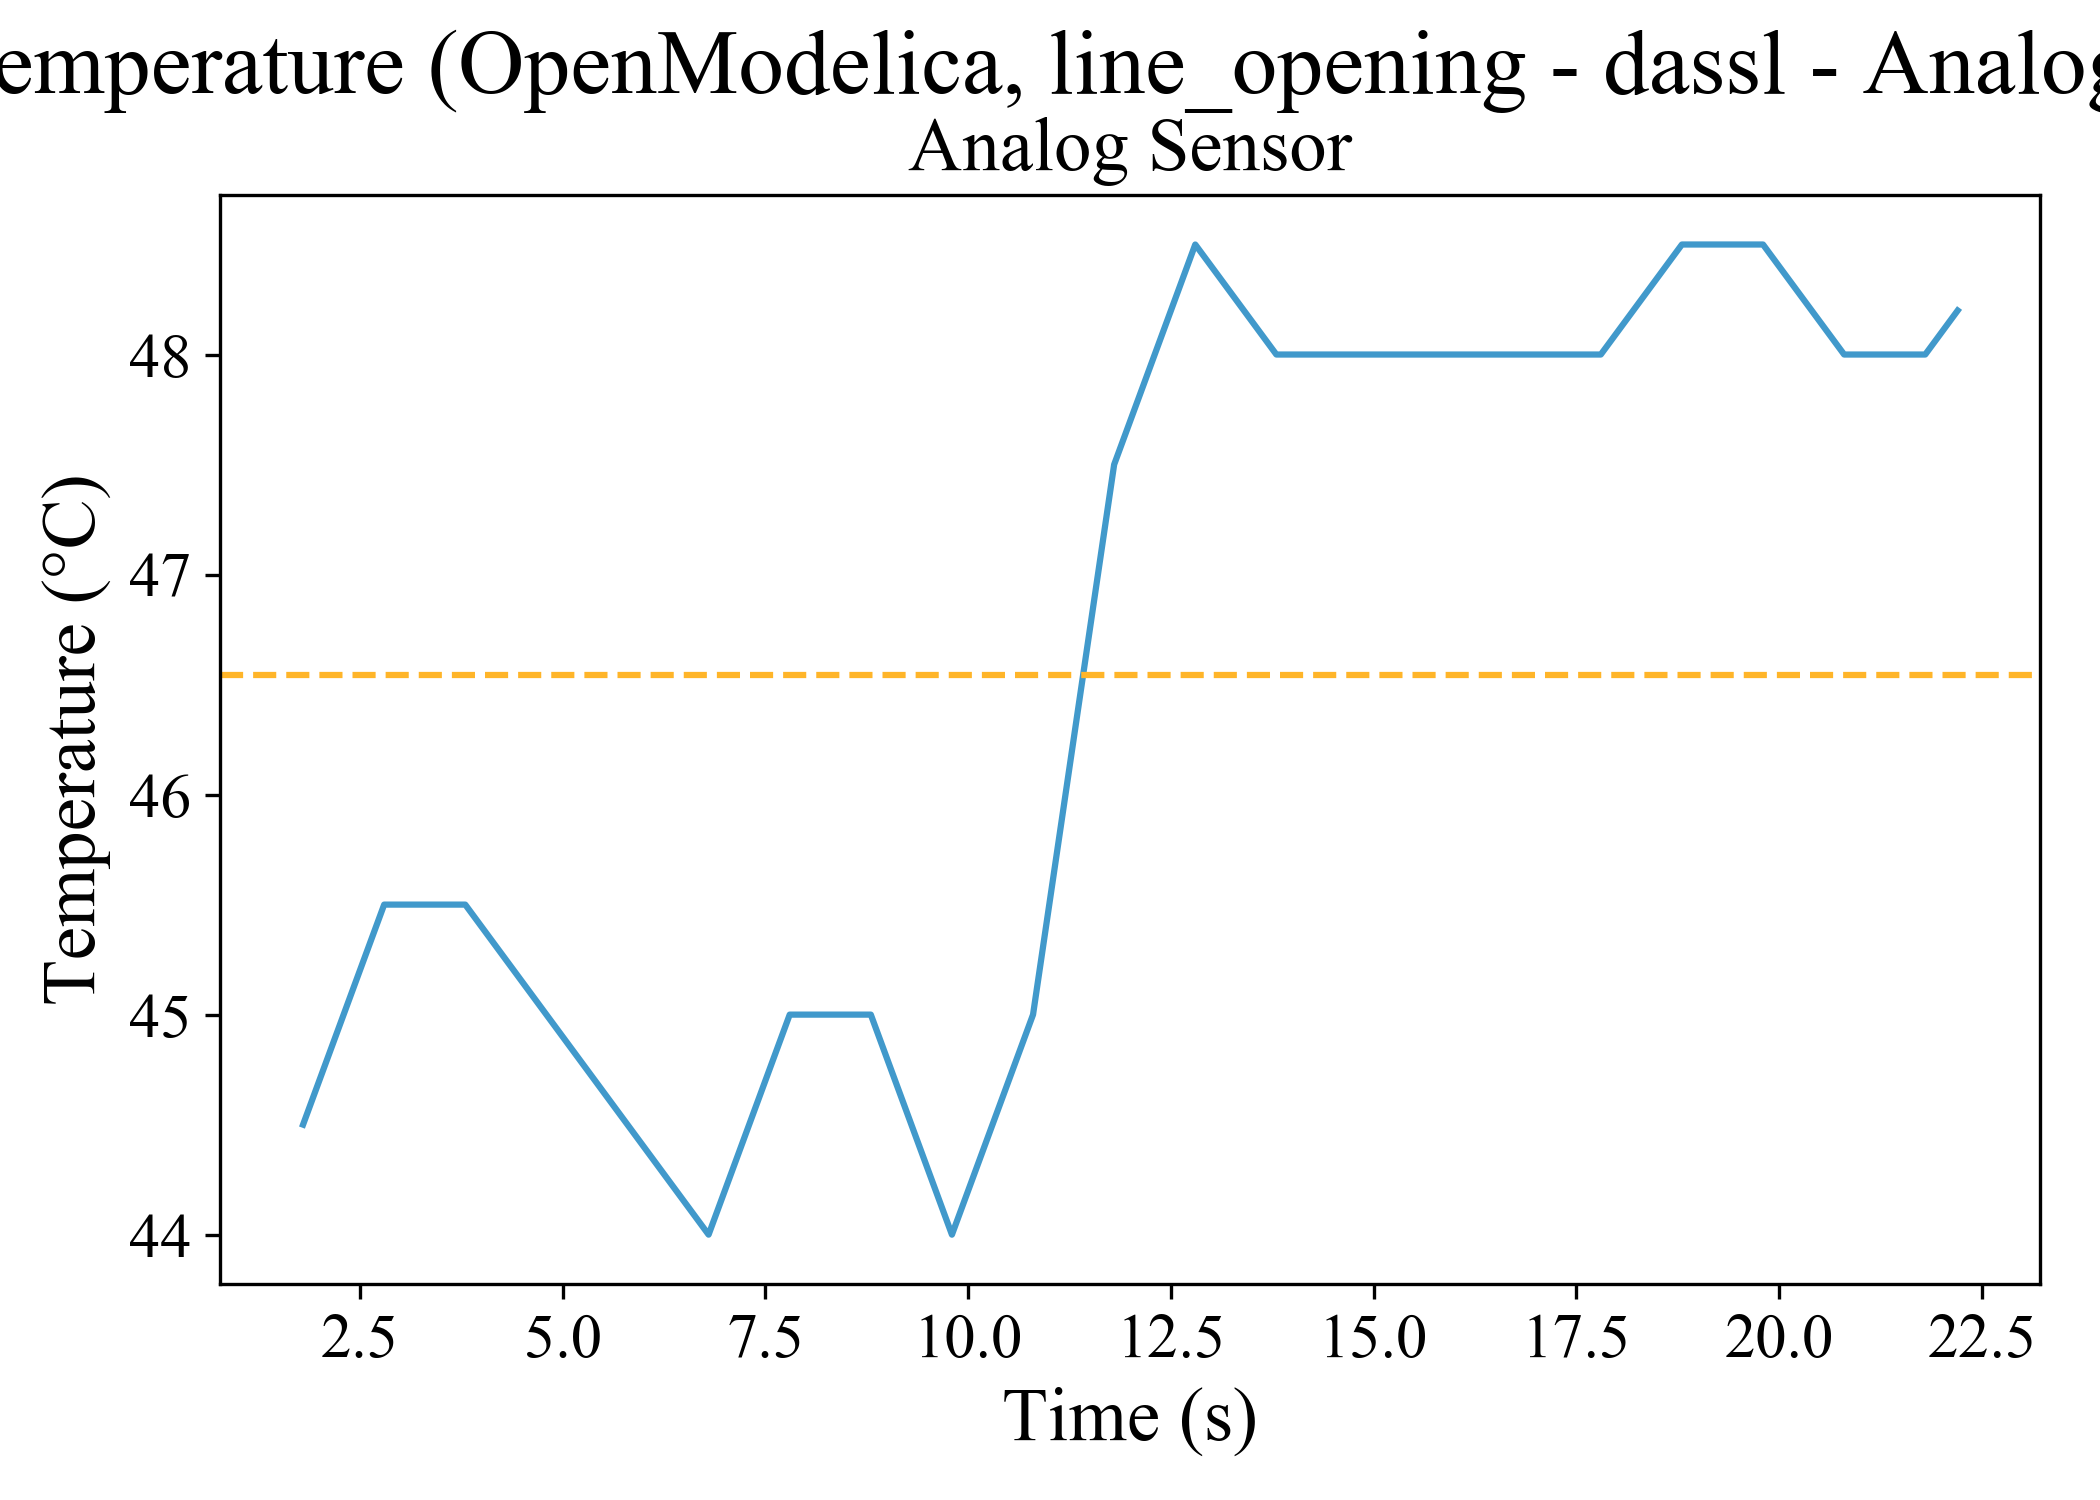 emperature (OpenModelica, line_opening - dassl - Analog
Analog Sensor
Temperature (°C)
48
47
46
45
44
2.5 5.0 7.5 10.0 12.5 15.0 17.5 20.0 22.5
Time (s)